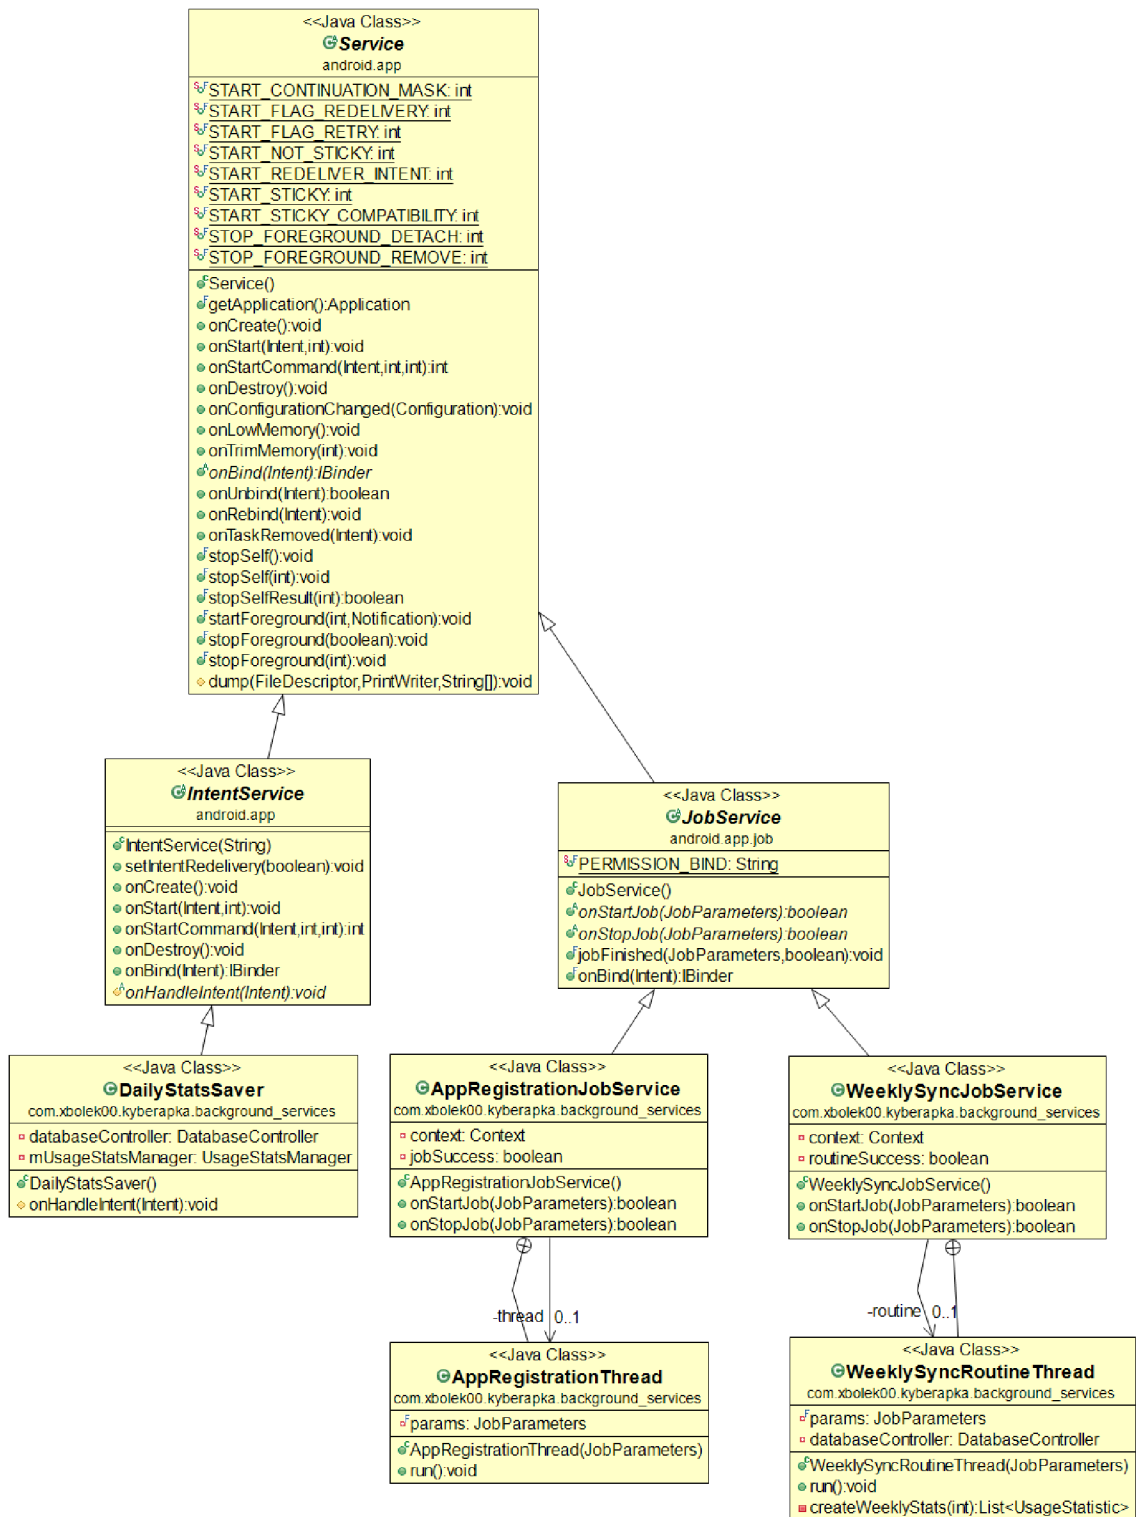 <<Java Class>>
Service
android.app
START_CONTINUATION_MASK: int
START_FLAG_REDELIVERY: int
START_FLAG_RETRY: int
START_NOT_STICKY: int
START_REDELIVER_INTENT: int
START_STICKY: int
START_STICKY_COMPATIBILITY: int
STOP_FOREGROUND_DETACH: int
STOP_FOREGROUND_REMOVE: int
Service()
getApplication():Application
onCreate():void
onStart(Intent,int):void
onStartCommand(Intent,int,int):int
onDestroy():void
onConfigurationChanged(Configuration):void
onLowMemory():void
onTrimMemory(int):void
onBind(Intent):IBinder
onUnbind(Intent):boolean
onRebind(Intent):void
onTaskRemoved(Intent):void
stopSelf():void
stopSelf(int):void
stopSelfResult(int):boolean
startForeground(int,Notification):void
stopForeground(boolean):void
stopForeground(int):void
dump(FileDescriptor,PrintWriter,String[]):void
<<Java Class>>
IntentService
android.app
IntentService(String)
setIntentRedelivery(boolean):void
onCreate():void
onStart(Intent,int):void
onStartCommand(Intent,int,int):int
onDestroy():void
onBind(Intent):IBinder
onHandleIntent(Intent):void
<<Java Class>>
JobService
android.app.job
PERMISSION_BIND: String
JobService()
onStartJob(JobParameters):boolean
onStopJob(JobParameters):boolean
jobFinished(JobParameters,boolean):void
onBind(Intent):IBinder
<<Java Class>>
DailyStatsSaver
com.xbolek00.kyberapka.background_services
databaseController: DatabaseController
mUsageStatsManager: UsageStatsManager
DailyStatsSaver()
onHandleIntent(Intent):void
<<Java Class>>
AppRegistrationJobService
com.xbolek00.kyberapka.background_services
context: Context
jobSuccess: boolean
AppRegistrationJobService()
onStartJob(JobParameters):boolean
onStopJob(JobParameters):boolean
<<Java Class>>
WeeklySyncJobService
com.xbolek00.kyberapka.background_services
context: Context
routineSuccess: boolean
WeeklySyncJobService()
onStartJob(JobParameters):boolean
onStopJob(JobParameters):boolean
-thread 0..1
-routine 0..1
<<Java Class>>
AppRegistrationThread
com.xbolek00.kyberapka.background_services
params: JobParameters
AppRegistrationThread(JobParameters)
run():void
<<Java Class>>
WeeklySyncRoutineThread
com.xbolek00.kyberapka.background_services
params: JobParameters
databaseController: DatabaseController
WeeklySyncRoutineThread(JobParameters)
run():void
createWeeklyStats(int):List<UsageStatistic>